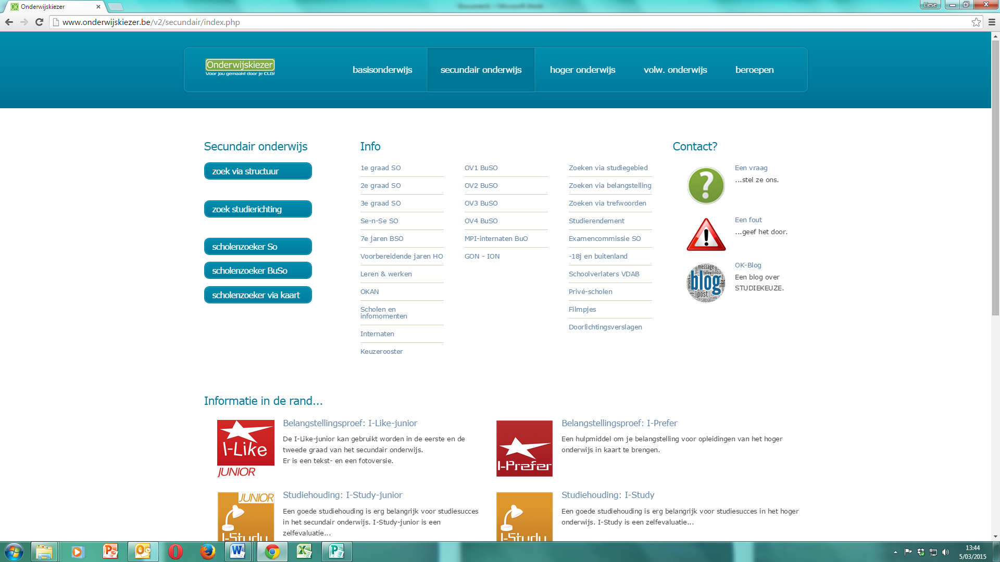 Onderwijskiezer
Liese
www.onderwijskiezer.be/v2/secundair/index.php
Onderwijskiezer
Voor jou gemaakt door je CLB!
basisonderwijs
secundair onderwijs
hoger onderwijs
volw. onderwijs
beroepen
Secundair onderwijs
zoek via structuur
zoek studierichting
scholenzoeker So
scholenzoeker BuSo
scholenzoeker via kaart
Info
1e graad SO
2e graad SO
3e graad SO
Se-n-Se SO
7e jaren BSO
Voorbereidende jaren HO
Leren & werken
OKAN
Scholen en
infomomenten
Internaten
Keuzerooster
OV1 BuSO
OV2 BuSO
OV3 BuSO
OV4 BuSO
MPI-internaten BuO
GON - ION
Zoeken via studiegebied
Zoeken via belangstelling
Zoeken via trefwoorden
Studierendement
Examencommissie SO
-18j en buitenland
Schoolverlaters VDAB
Privé-scholen
Filmpjes
Doorlichtingsverslagen
Contact?
Een vraag
...stel ze ons.
Een fout
...geef het door.
message
blog
post
social
OK-Blog
Een blog over
STUDIEKEUZE.
Informatie in de rand...
I-Like
JUNIOR
Belangstellingsproef: I-Like-junior
De I-Like-junior kan gebruikt worden in de eerste en de
tweede graad van het secundair onderwijs.
Er is een tekst- en een fotoversie.
I-Prefer
Belangstellingsproef: I-Prefer
Een hulpmiddel om je belangstelling voor opleidingen van het hoger
onderwijs in kaart te brengen.
JUNIOR
I-Study
Studiehouding: I-Study-junior
Een goede studiehouding is erg belangrijk voor studiesucces
in het secundair onderwijs. I-Study-junior is een
zelfevaluatie...
I-Study
Studiehouding: I-Study
Een goede studiehouding is erg belangrijk voor studiesucces in het hoger
onderwijs. I-Study is een zelfevaluatie...
13:44
5/03/2015